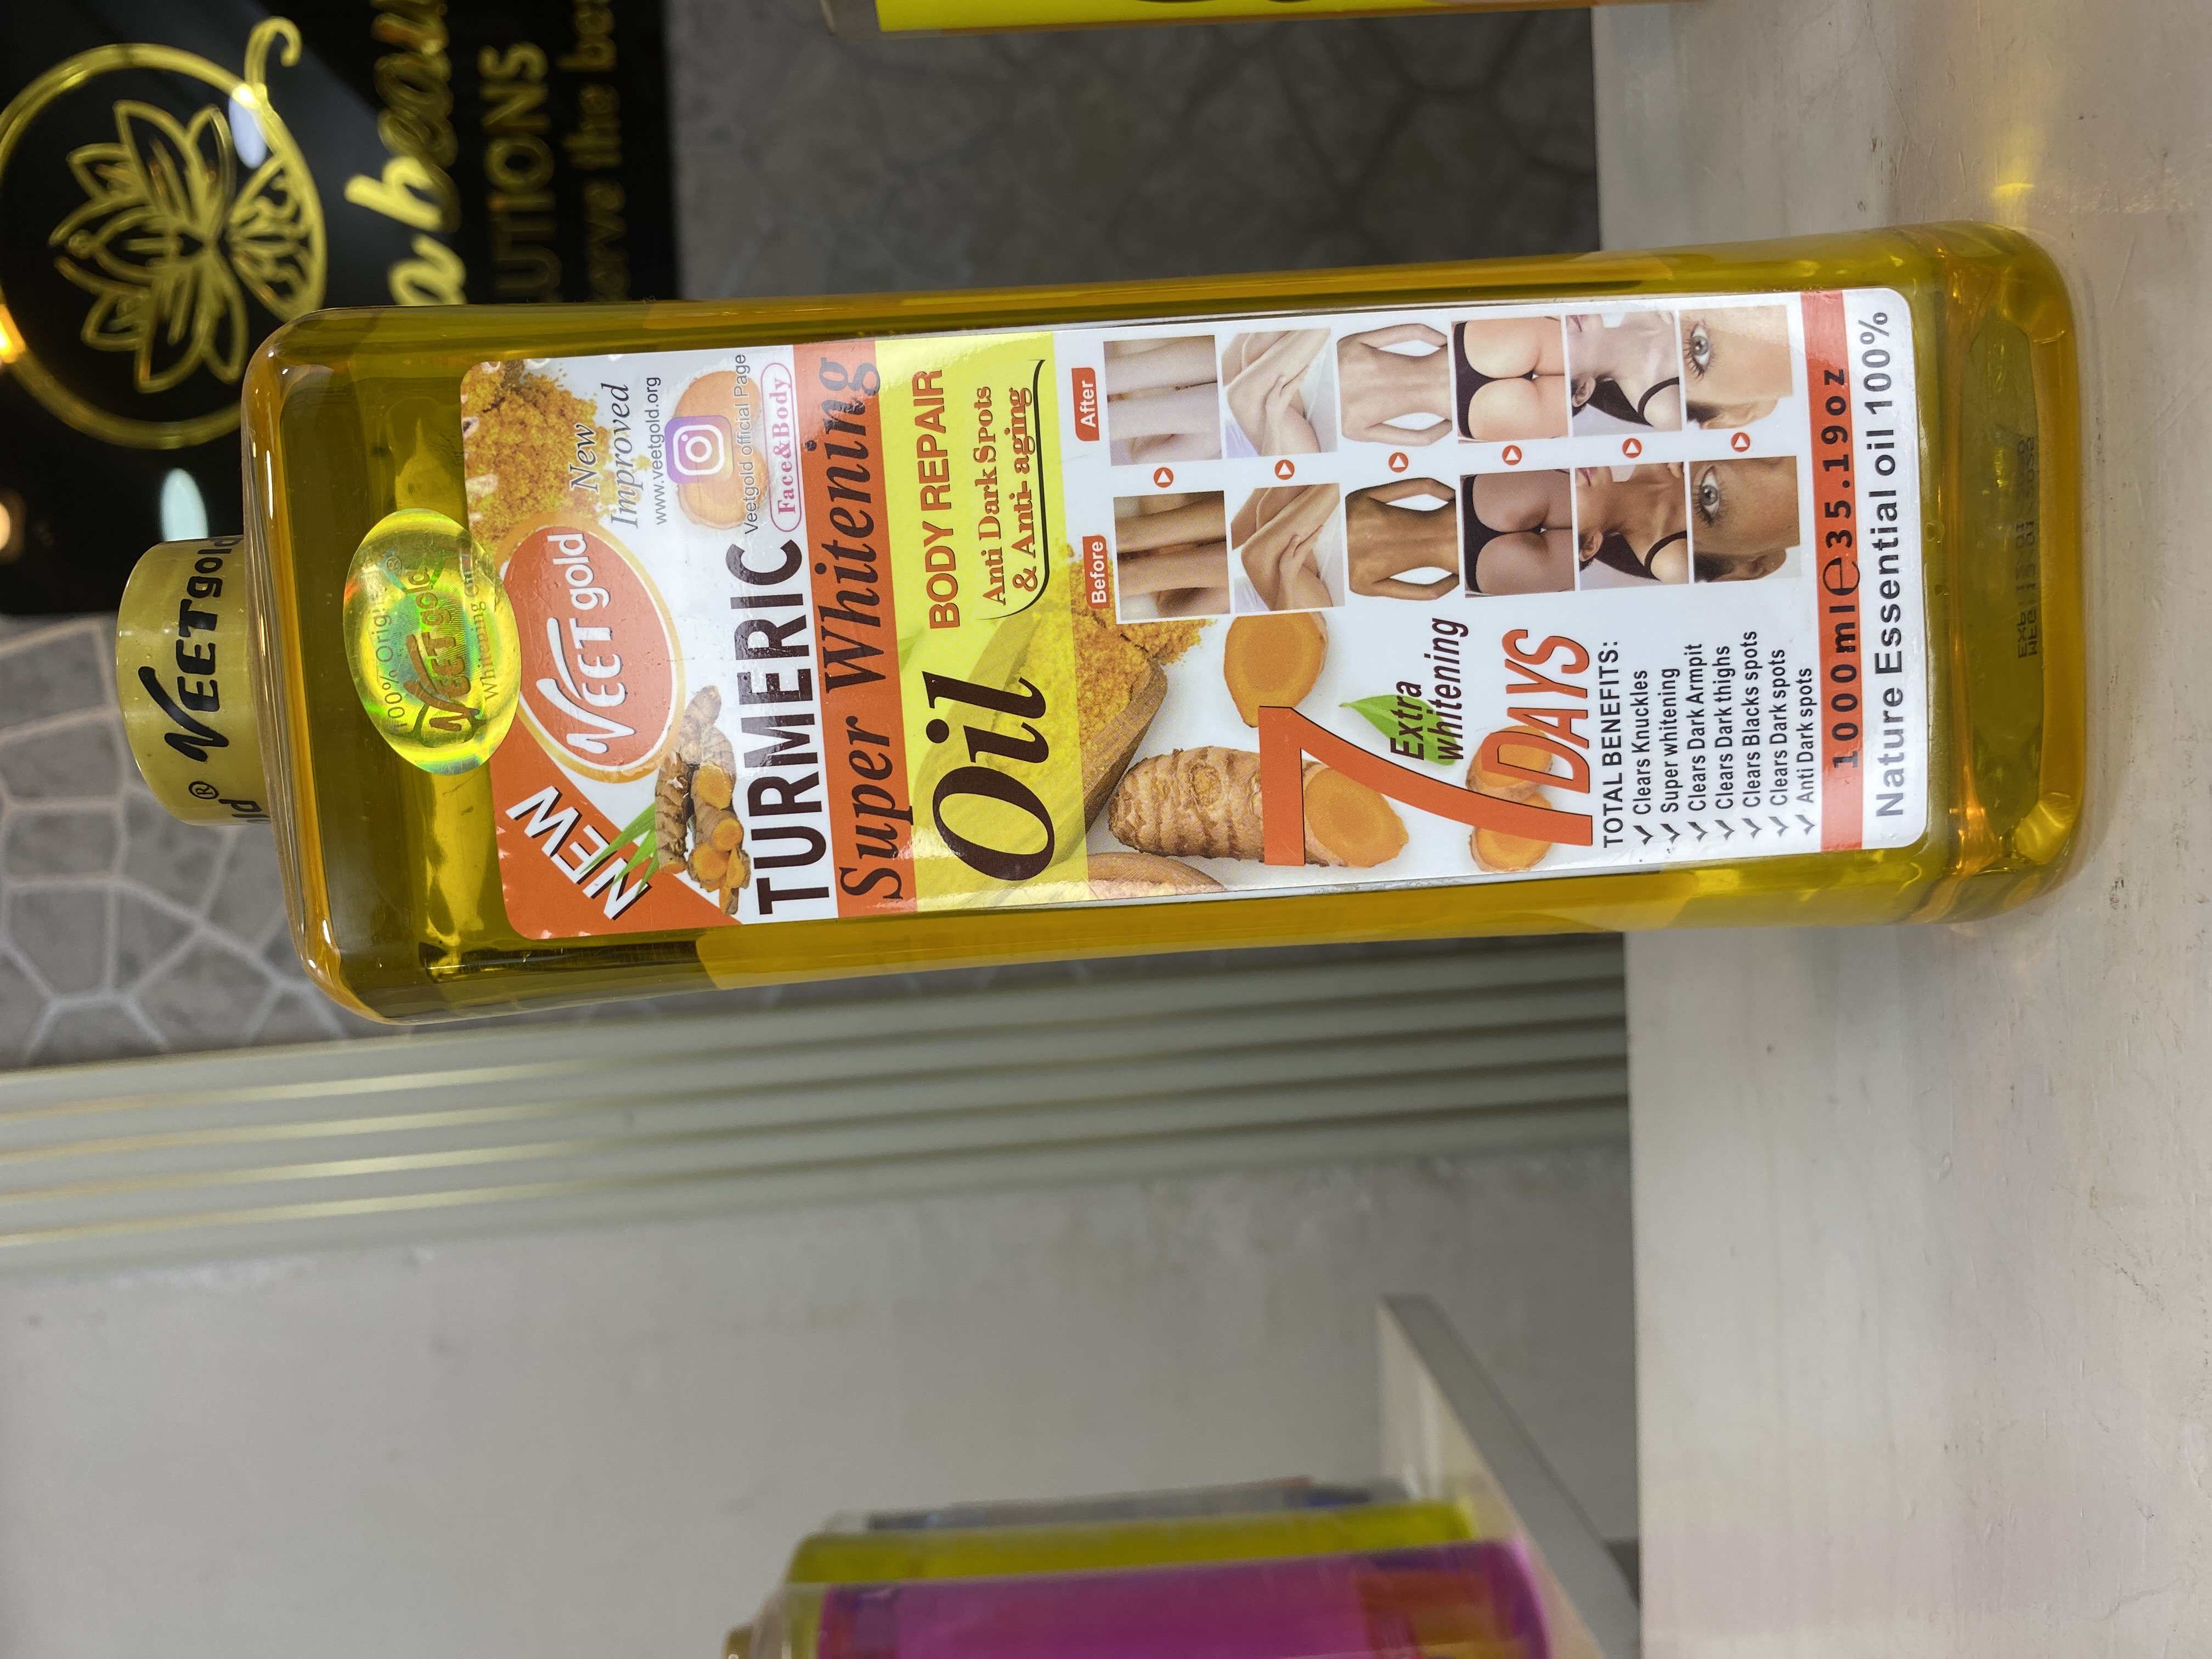 VEETgold
100% Orig
VEETgold
Whitening
NEW
VEET gold
New
Improved
www.veetgold.org
Veetgold official Page
Face&Body
TURMERIC
Super Whitening
Oil
BODY REPAIR
Anti Dark Spots
& Anti- aging
Before
After
7
Extra
whitening
DAYS
TOTAL BENEFITS:
Clears Knuckles
Super whitening
Clears Dark Armpit
Clears Dark thighs
Clears Blacks spots
Clears Dark spots
Anti Dark spots
1000ml℮35.19oz
Nature Essential oil 100%
UTIONS